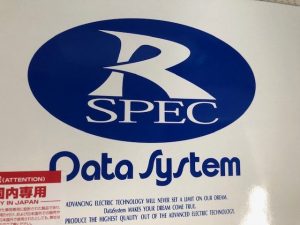 R
SPEC
Data System
(ATTENTION)
国内専用
Y IN JAPAN
ADVANCING ELECTRIC TECHNOLOGY WILL NEVER SET A LIMIT ON OUR DREAM.
DataSystem MAKES YOUR DREAM COME TRUE.
PRODUCE THE HIGHEST QUALITY OUT OF THE ADVANCED ELECTRIC TECHNOLOGY.